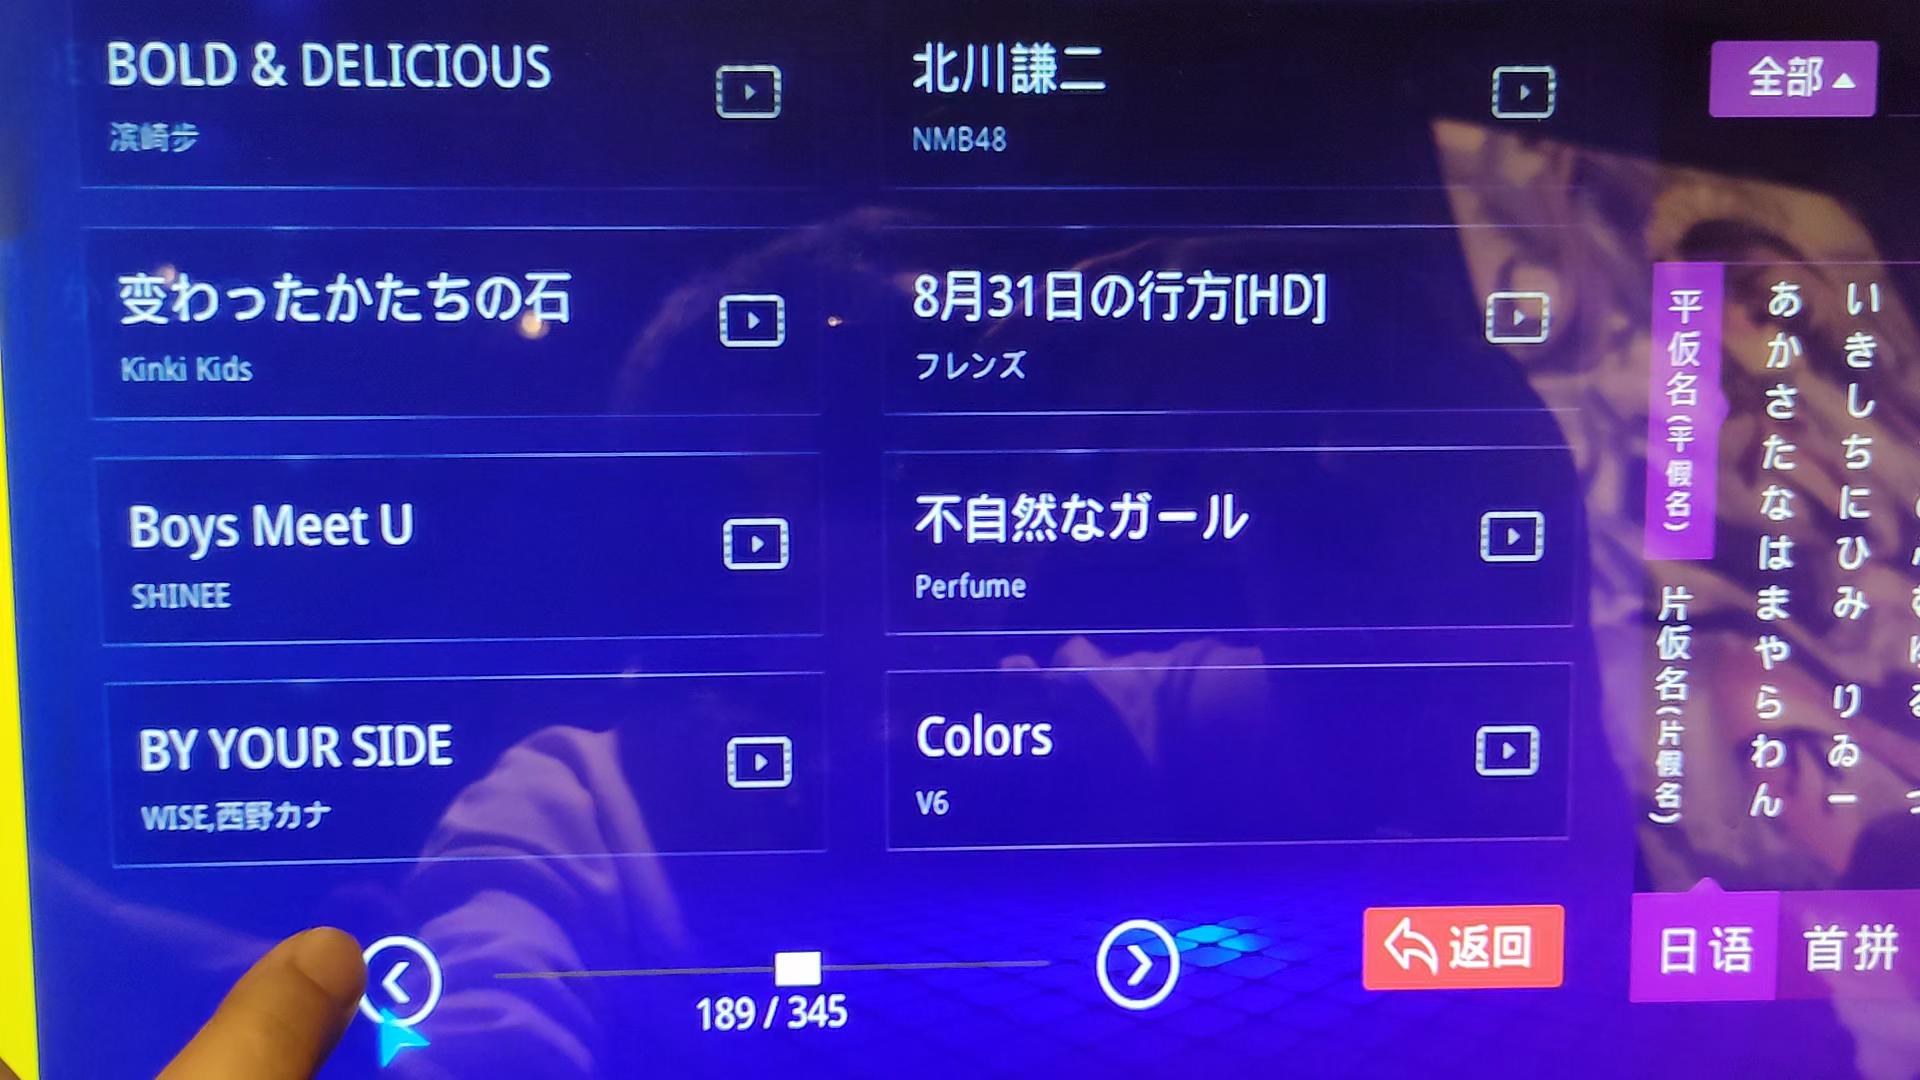 BOLD & DELICIOUS
滨崎步
北川謙二
NMB48
変わったかたちの石
Kinki Kids
8月31日の行方[HD]
フレンズ
Boys Meet U
SHINEE
不自然なガール
Perfume
BY YOUR SIDE
WISE,西野カナ
Colors
V6
189 / 345
返回
全部
平仮名(平假名)
片仮名(片假名)
あ い
か き
さ し
た ち
な に
は ひ
ま み
や
ら り
わ ゐ
ん ー
日语
首拼